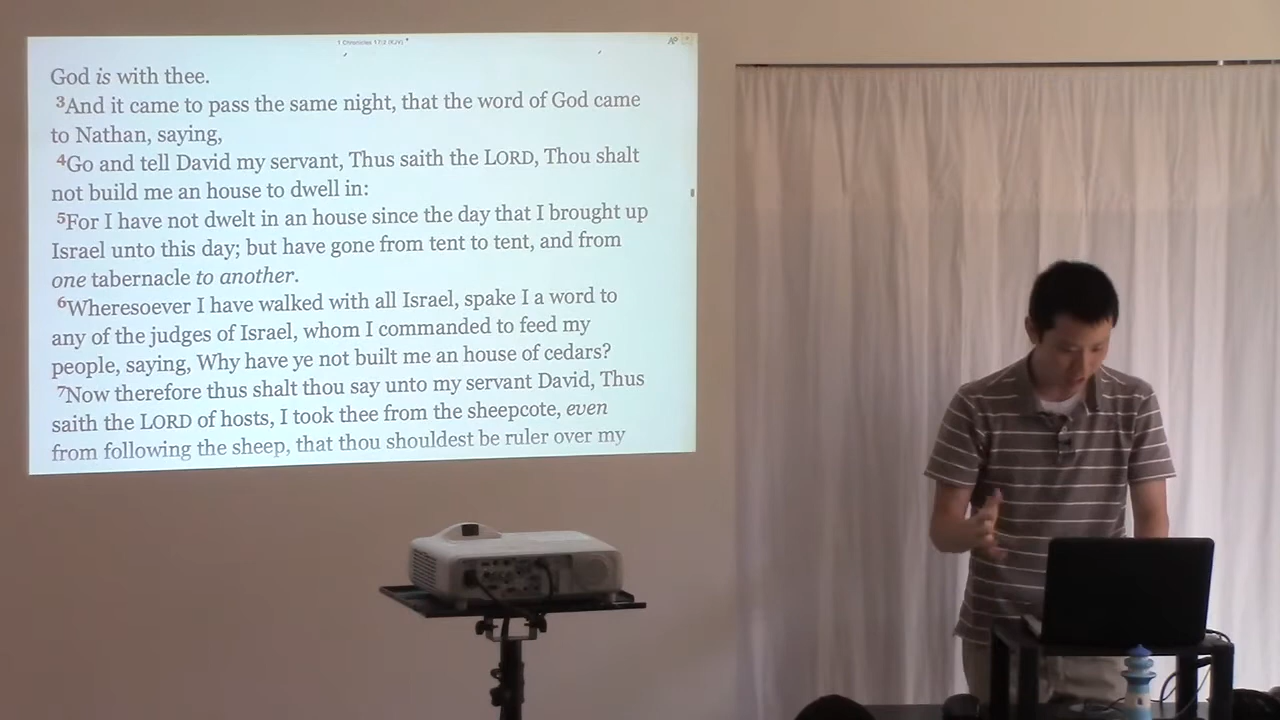 1 Chronicles 17:2 (KJV)
God is with thee.
3And it came to pass the same night, that the word of God came
to Nathan, saying,
4Go and tell David my servant, Thus saith the LORD, Thou shalt
not build me an house to dwell in:
5For I have not dwelt in an house since the day that I brought up
Israel unto this day; but have gone from tent to tent, and from
one tabernacle to another.
6Wheresoever I have walked with all Israel, spake I a word to
any of the judges of Israel, whom I commanded to feed my
people, saying, Why have ye not built me an house of cedars?
7Now therefore thus shalt thou say unto my servant David, Thus
saith the LORD of hosts, I took thee from the sheepcote, even
from following the sheep, that thou shouldest be ruler over my